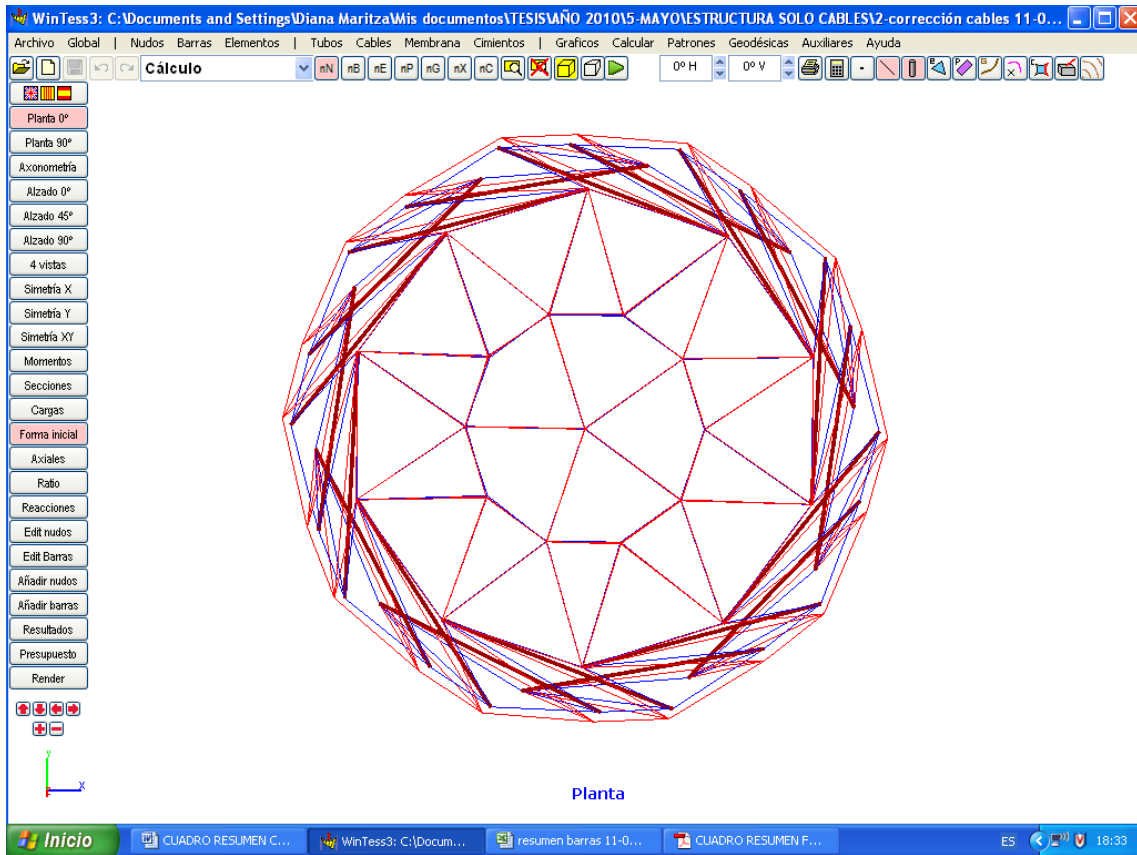 WinTess3: C:\Documents and Settings\Diana Maritza\Mis documentos\TESIS\AÑO 2010\5-MAYO\ESTRUCTURA SOLO CABLES\2-corrección cables 11-0...
Archivo Global | Nudos Barras Elementos | Tubos Cables Membrana Cimientos | Graficos Calcular Patrones Geodésicas Auxiliares Ayuda
Cálculo nN nB nE nP nG nX nC 0º H 0º V
Planta 0º
Planta 90º
Axonometría
Alzado 0º
Alzado 45º
Alzado 90º
4 vistas
Simetría X
Simetría Y
Simetría XY
Momentos
Secciones
Cargas
Forma inicial
Axiales
Ratio
Reacciones
Edit nudos
Edit Barras
Añadir nudos
Añadir barras
Resultados
Presupuesto
Render
y
x
Planta
Inicio CUADRO RESUMEN C... WinTess3: C:\Docum... resumen barras 11-0... CUADRO RESUMEN F... ES 18:33